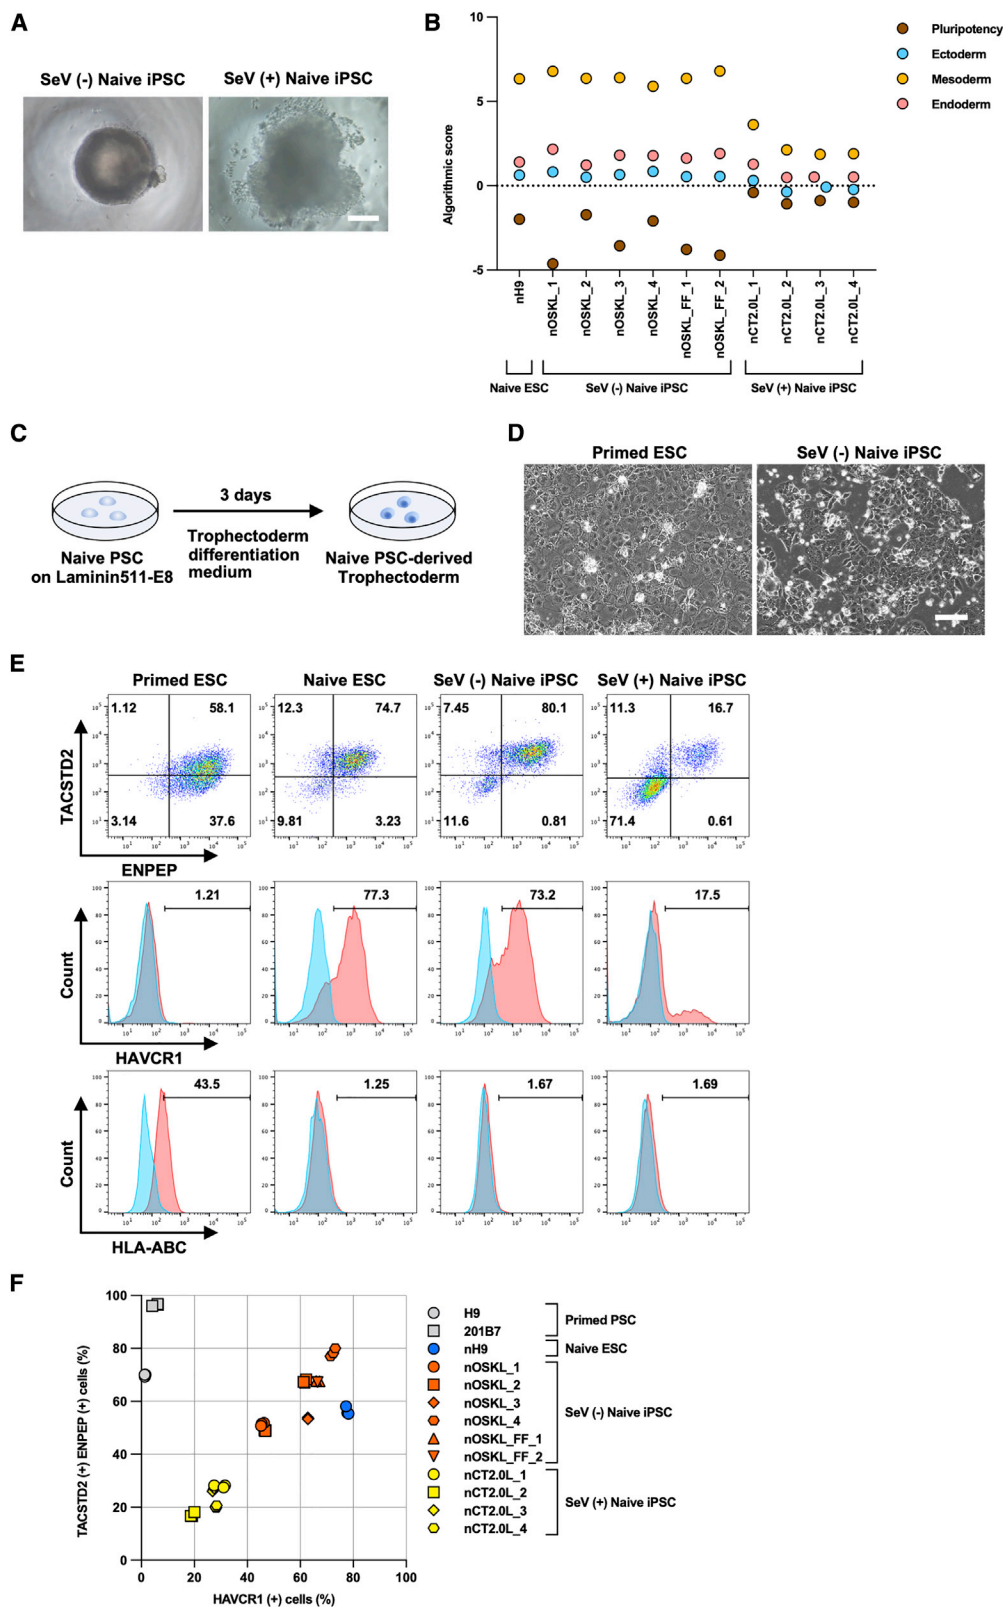 A
SeV (-) Naive iPSC
SeV (+) Naive iPSC
B
10
5
0
-5
Algorithmic score
Pluripotency
Ectoderm
Mesoderm
Endoderm
nH9
nOSKL_1
nOSKL_2
nOSKL_3
nOSKL_4
nOSKL_FF_1
nOSKL_FF_2
nCT2.0L_1
nCT2.0L_2
nCT2.0L_3
nCT2.0L_4
Naive ESC
SeV (-) Naive iPSC
SeV (+) Naive iPSC
C
3 days
Trophectoderm
differentiation
medium
Naive PSC
on Laminin511-E8
Naive PSC-derived
Trophectoderm
D
Primed ESC
SeV (-) Naive iPSC
E
Primed ESC
Naive ESC
SeV (-) Naive iPSC
SeV (+) Naive iPSC
TACSTD2
1.12 58.1
3.14 37.6
12.3 74.7
9.81 3.23
7.45 80.1
11.6 0.81
11.3 16.7
71.4 0.61
ENPEP
Count
1.21
77.3
73.2
17.5
HAVCR1
Count
43.5
1.25
1.67
1.69
HLA-ABC
F
TACSTD2 (+) ENPEP (+) cells (%)
100
80
60
40
20
0
0 20 40 60 80 100
HAVCR1 (+) cells (%)
H9
201B7
nH9
nOSKL_1
nOSKL_2
nOSKL_3
nOSKL_4
nOSKL_FF_1
nOSKL_FF_2
nCT2.0L_1
nCT2.0L_2
nCT2.0L_3
nCT2.0L_4
Primed PSC
Naive ESC
SeV (-) Naive iPSC
SeV (+) Naive iPSC